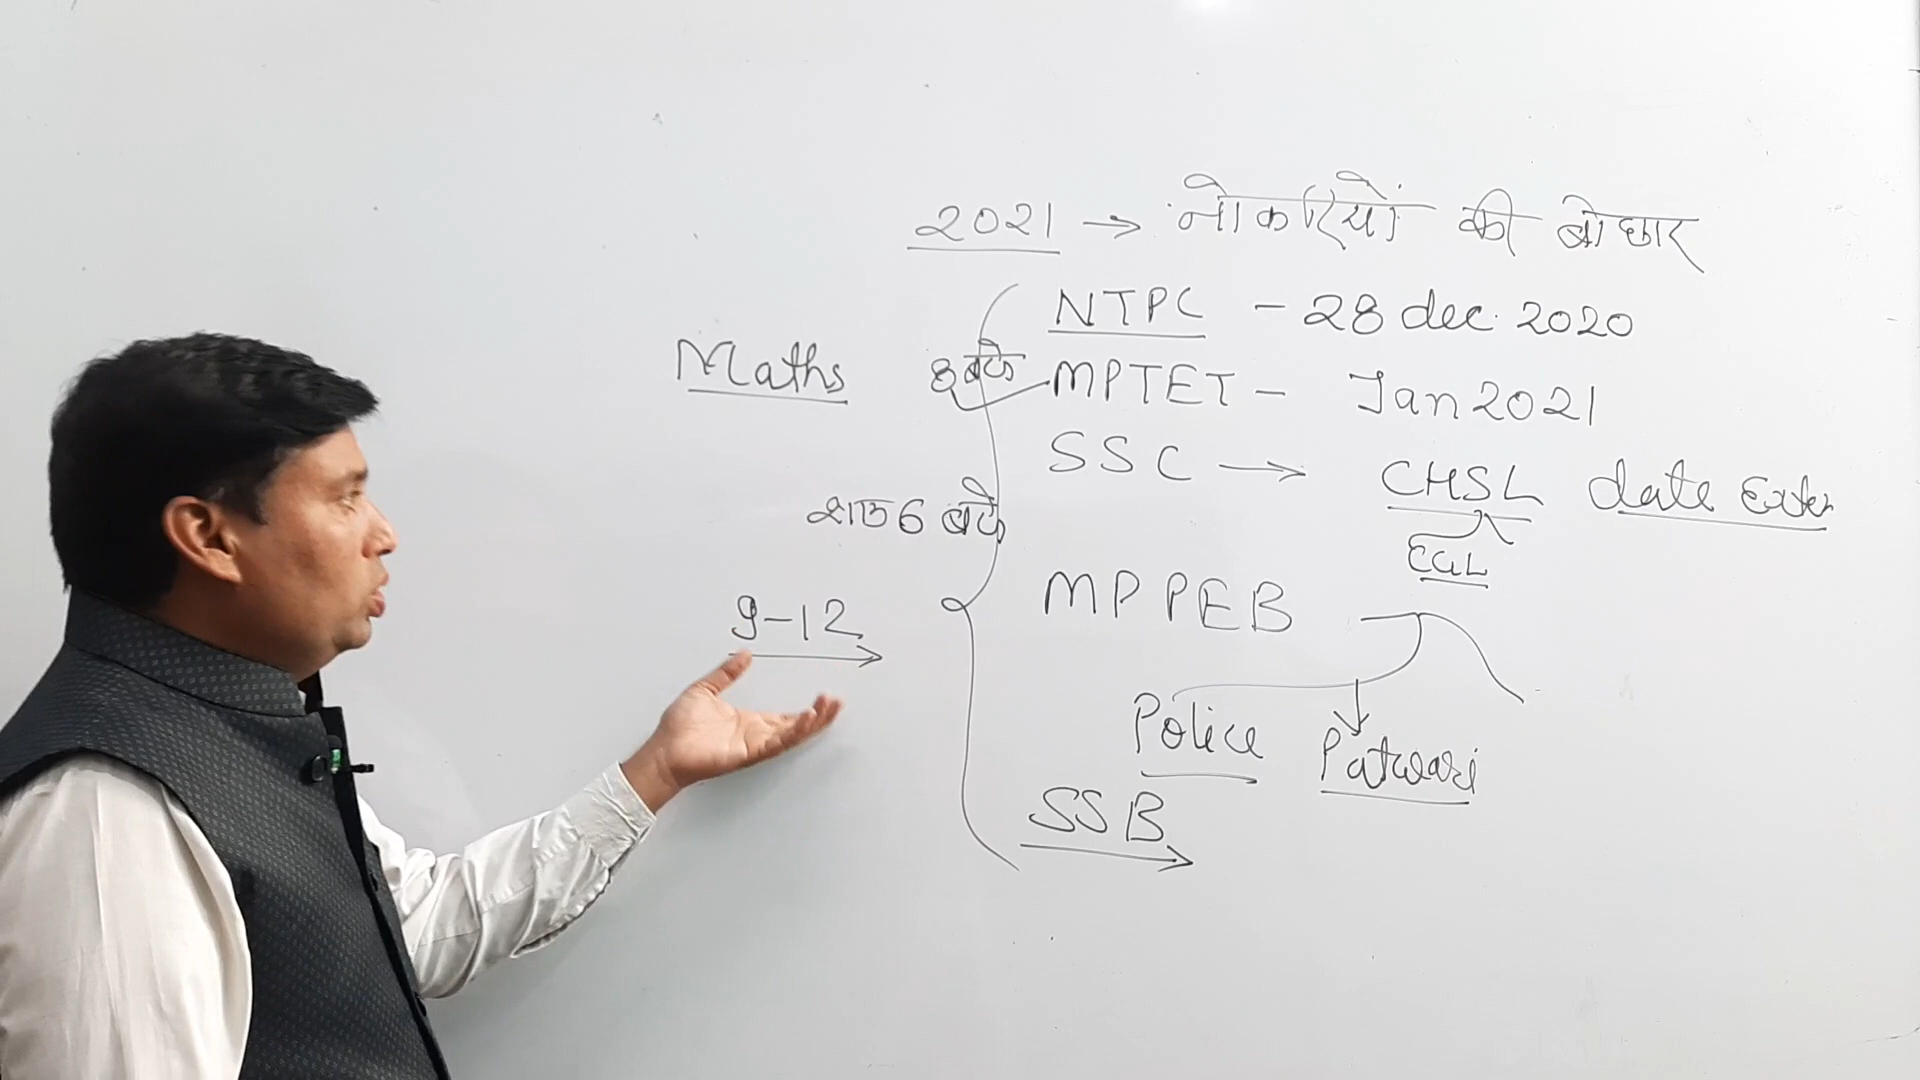 2021 → नोकरियों की बोछार
NTPC - 28 dec. 2020
Maths 8 बजे MPTET - Jan 2021
SSC → CHSL date Exten
शाम 6 बजे
CGL
9-12 MPPEB
Police Patwari
SSB